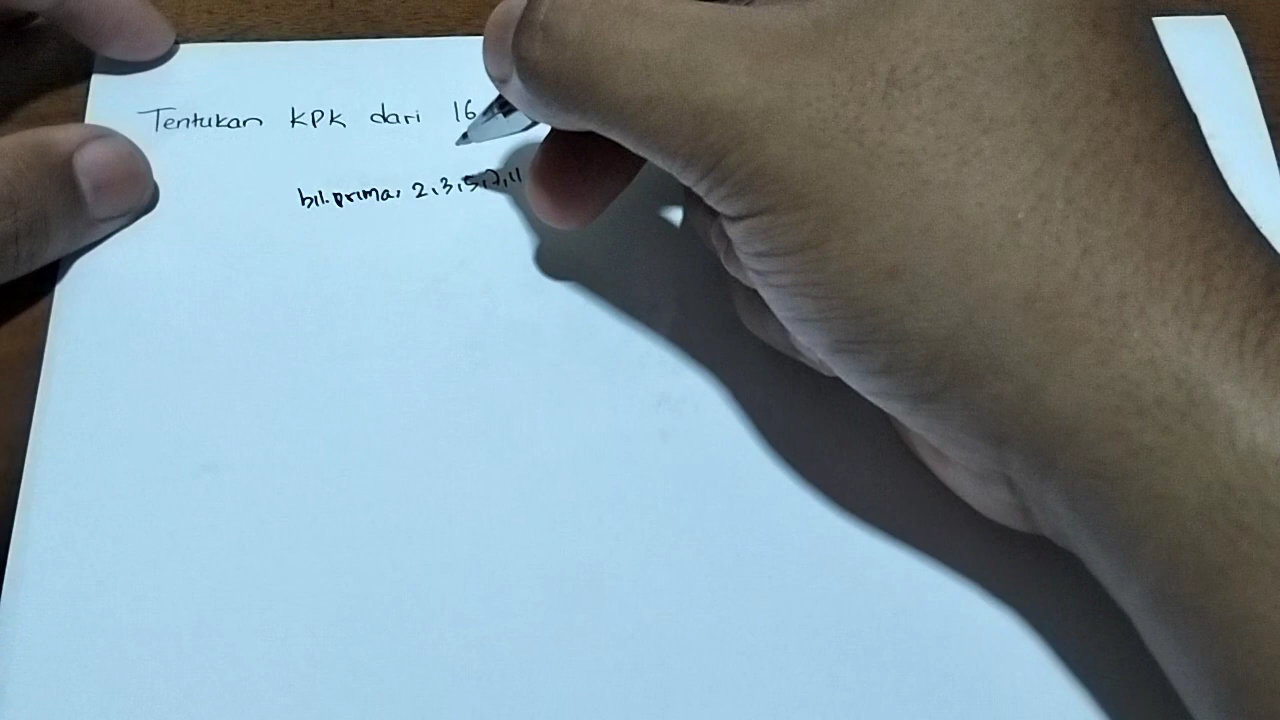 Tentukan KPK dari 16
bil.prima, 2,3,5,7,11